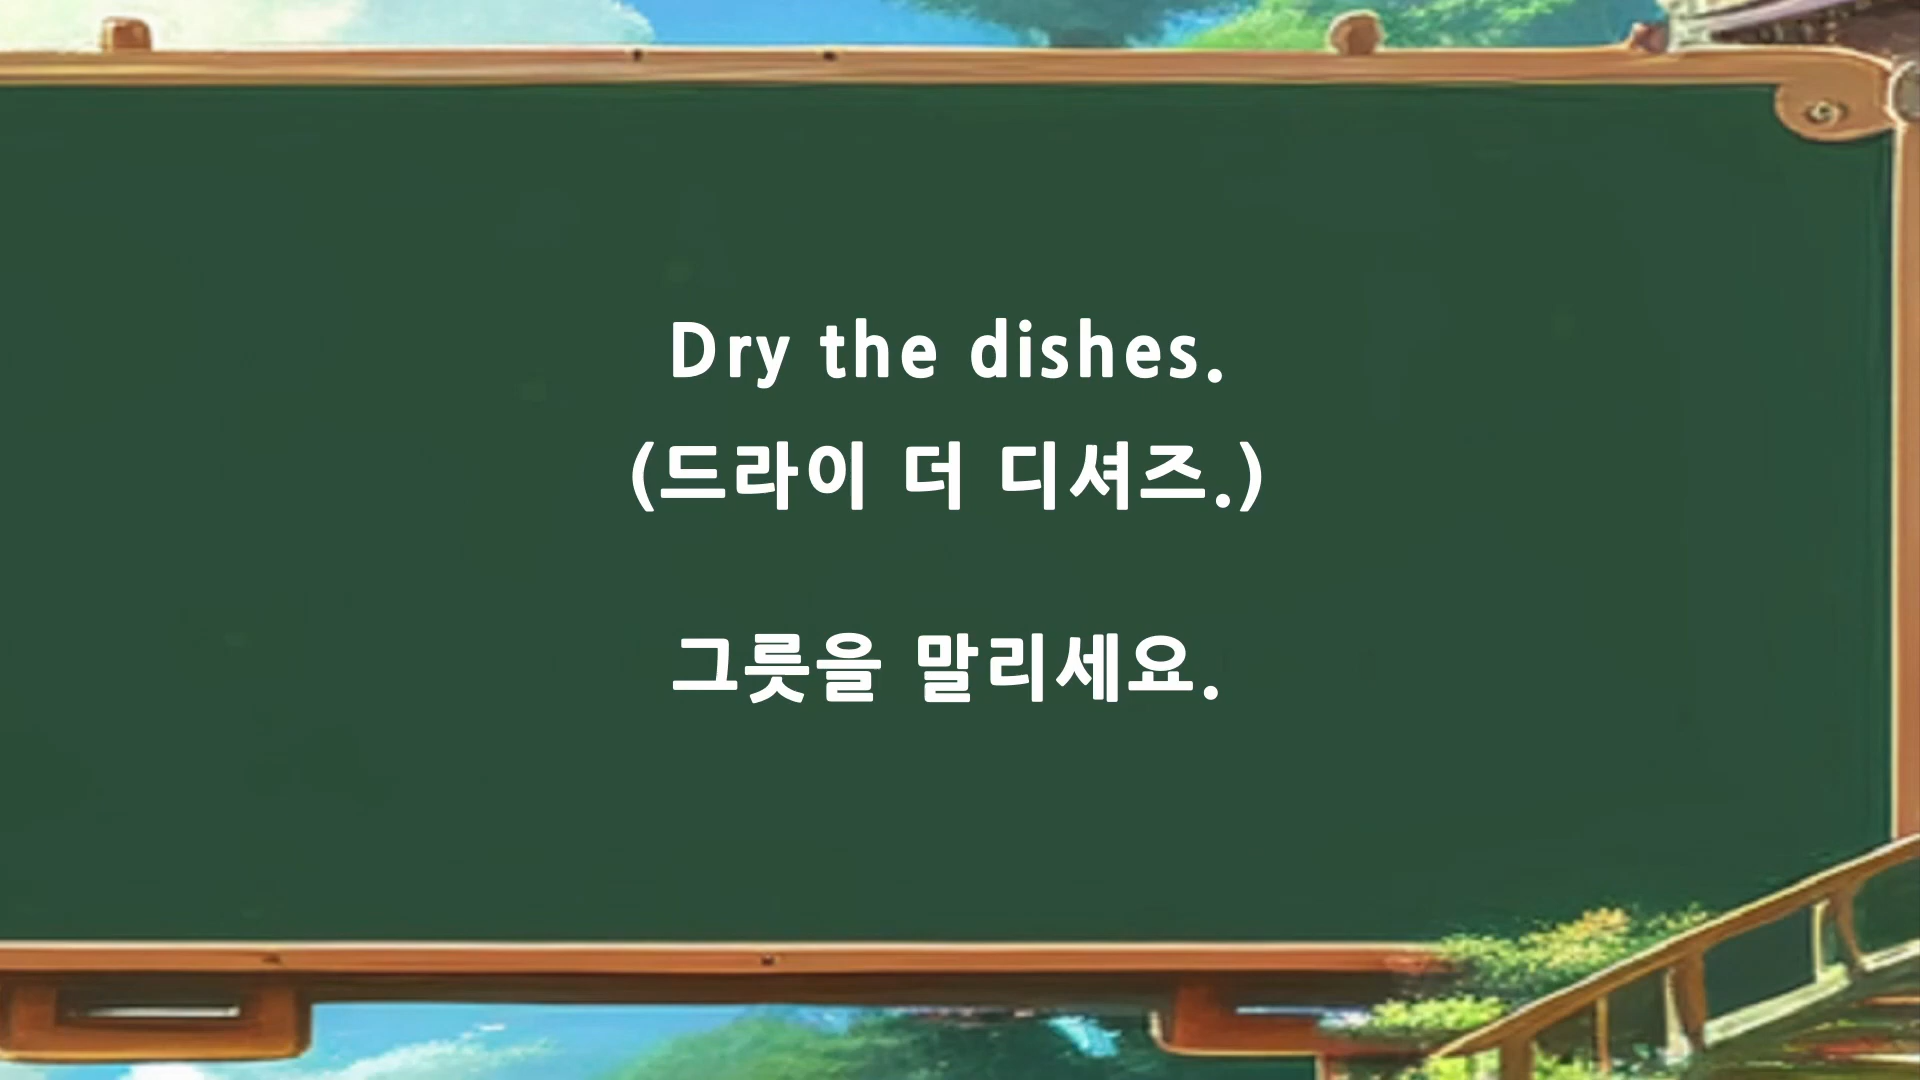 Dry the dishes.
(드라이 더 디셔즈.)
그릇을 말리세요.